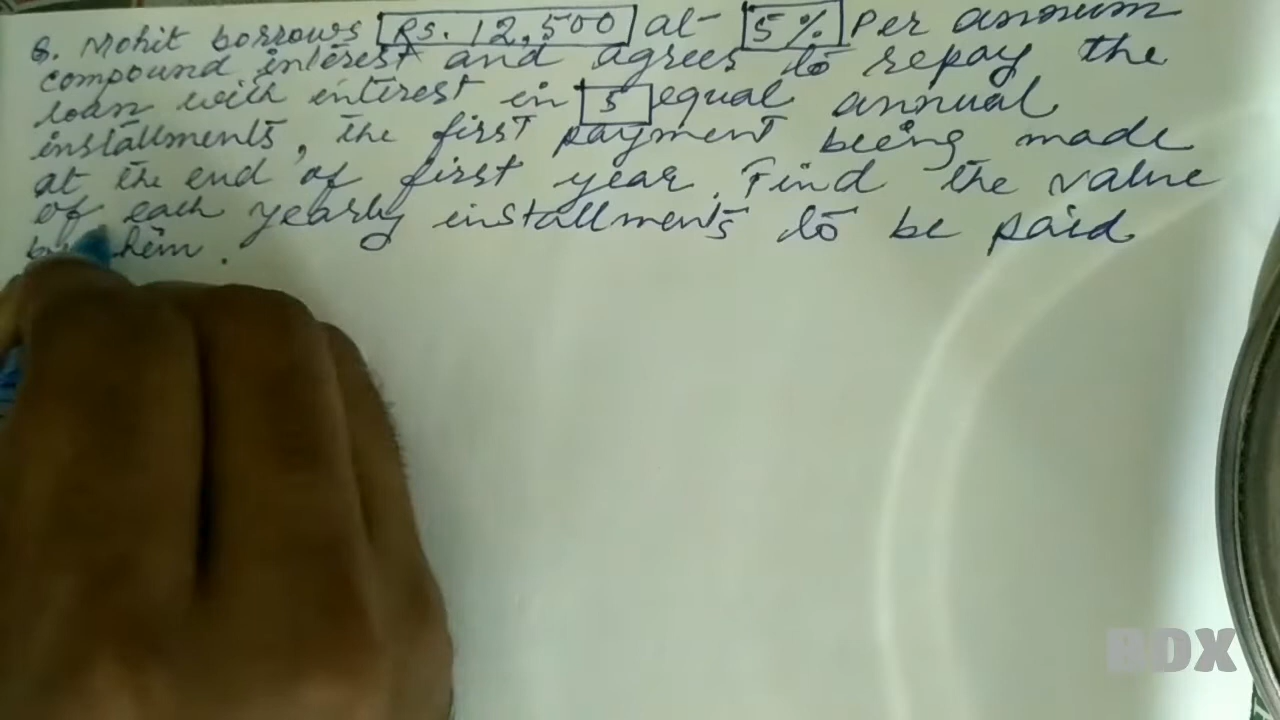 6. Mohit borrows Rs. 12,500 at 5% per annum
compound interest and agrees to repay the
loan with interest in 5 equal annual
installments, the first payment being made
at the end of first year. Find the value
of each yearly installments to be paid
him.
BDX